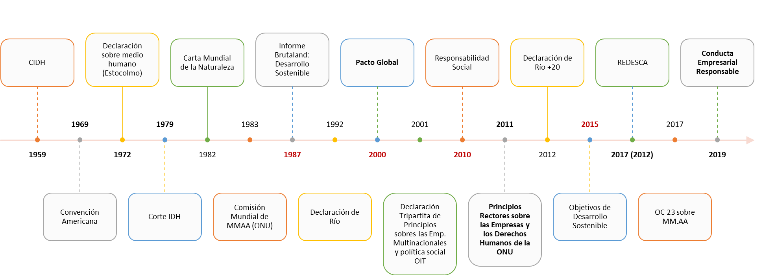 CIDH
Declaración
sobre medio
humano
(Estocolmo)
Carta Mundial
de la Naturaleza
Informe
Brutaland:
Desarrollo
Sostenible
Pacto Global
Responsabilidad
Social
Declaración de
Río +20
REDESCA
Conducta
Empresarial
Responsable
1969
1979
1983
1992
2001
2011
2015
2017
1959
1972
1982
1987
2000
2010
2012
2017 (2012)
2019
Convención
Americana
Corte IDH
Comisión
Mundial de
MMAA (ONU)
Declaración de
Río
Declaración
Tripartita de
Principios
sobre las Emp.
Multinacionales
y política social
OIT
Principios
Rectores sobre
las Empresas y
los Derechos
Humanos de la
ONU
Objetivos de
Desarrollo
Sostenible
OC 23 sobre
MM.AA